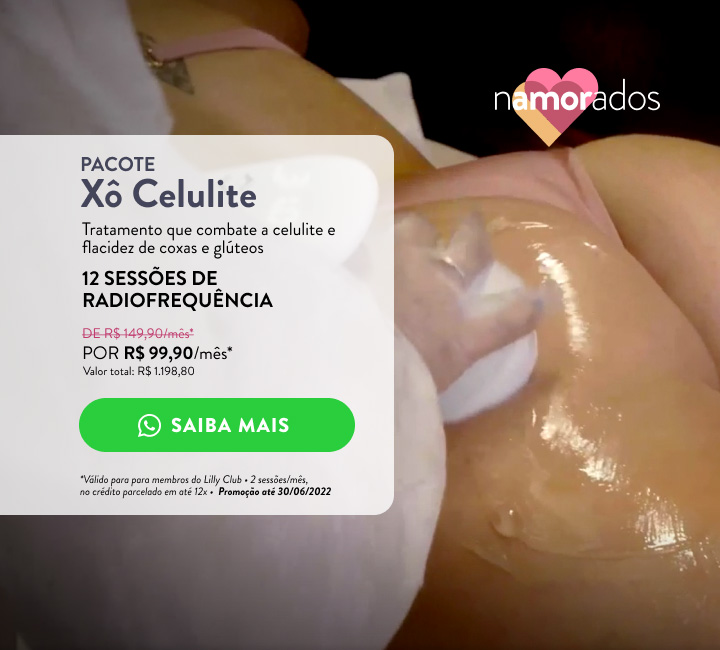 namorados
PACOTE
Xô Celulite
Tratamento que combate a celulite e
flacidez de coxas e glúteos
12 SESSÕES DE
RADIOFREQUÊNCIA
DE R$ 149,90/mês*
POR R$ 99,90/mês*
Valor total: R$ 1.198,80
SAIBA MAIS
*Válido para para membros do Lilly Club • 2 sessões/mês,
no crédito parcelado em até 12x • Promoção até 30/06/2022